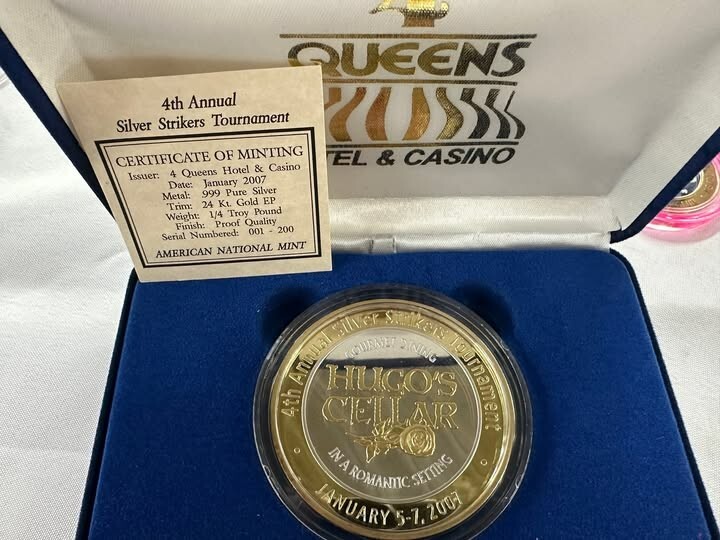 QUEENS
TEL & CASINO
4th Annual
Silver Strikers Tournament
CERTIFICATE OF MINTING
Issuer: 4 Queens Hotel & Casino
Date: January 2007
Metal: 999 Pure Silver
Trim: 24 Kt. Gold EP
Weight: 1/4 Troy Pound
Finish: Proof Quality
Serial Numbered: 001 - 200
AMERICAN NATIONAL MINT
4th Annual Silver Strikers Tournament
GOURMET DINING
HUGO'S
CELLAR
IN A ROMANTIC SETTING
JANUARY 5-7, 2007